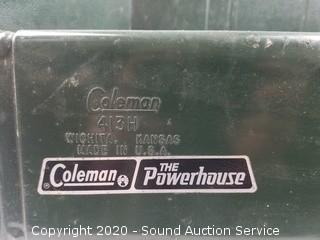 Coleman
413H
WICHITA, KANSAS
MADE IN U.S.A.
Coleman THE Powerhouse
®
Copyright 2020 - Sound Auction Service